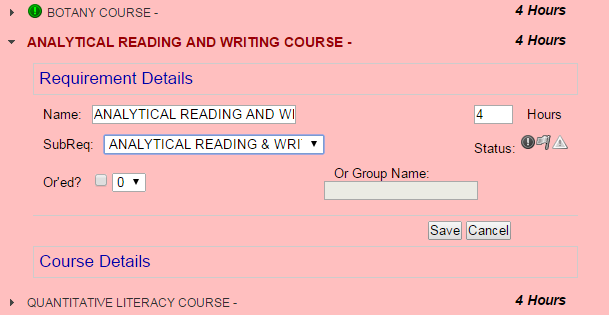 BOTANY COURSE - 4 Hours
ANALYTICAL READING AND WRITING COURSE - 4 Hours
Requirement Details
Name: ANALYTICAL READING AND WI 4 Hours
SubReq: ANALYTICAL READING & WRI Status:
Or'ed? 0 Or Group Name:
Save Cancel
Course Details
QUANTITATIVE LITERACY COURSE - 4 Hours